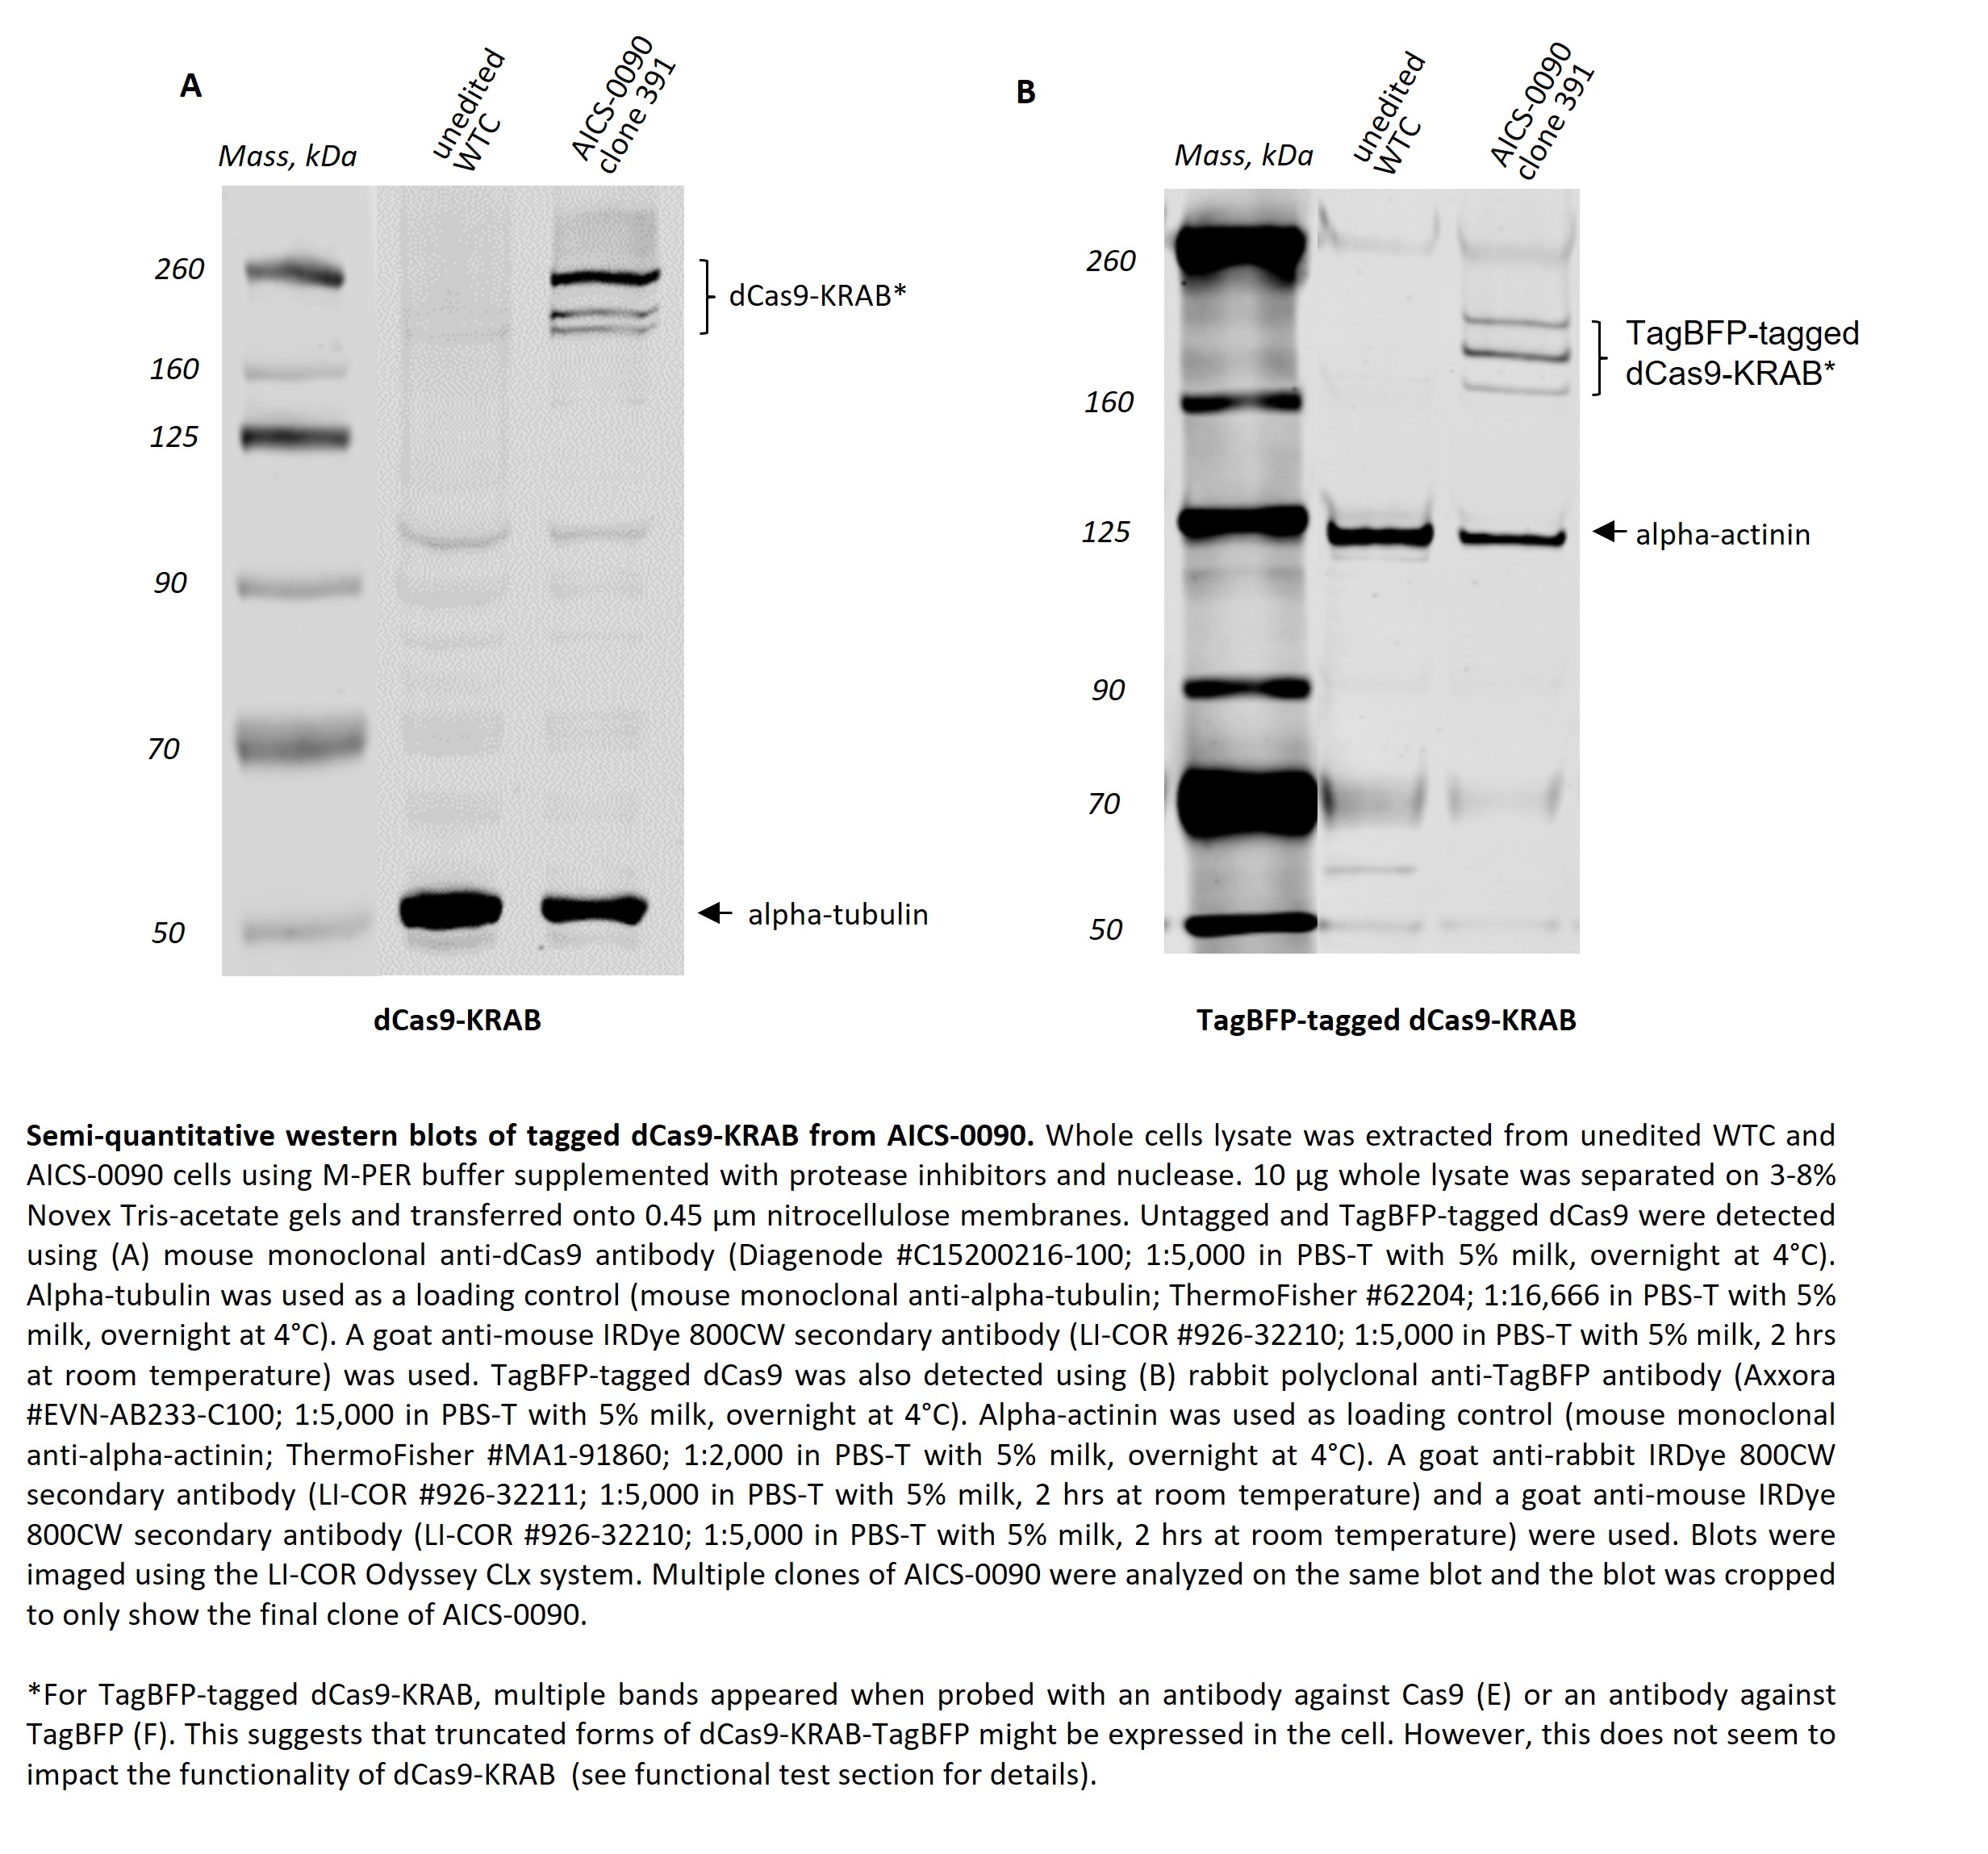 A
Mass, kDa
unedited
WTC
AICS-0090
clone 391
260
160
125
90
70
50
dCas9-KRAB*
alpha-tubulin
dCas9-KRAB
B
Mass, kDa
unedited
WTC
AICS-0090
clone 391
260
160
125
90
70
50
TagBFP-tagged
dCas9-KRAB*
alpha-actinin
TagBFP-tagged dCas9-KRAB
Semi-quantitative western blots of tagged dCas9-KRAB from AICS-0090. Whole cells lysate was extracted from unedited WTC and
AICS-0090 cells using M-PER buffer supplemented with protease inhibitors and nuclease. 10 µg whole lysate was separated on 3-8%
Novex Tris-acetate gels and transferred onto 0.45 µm nitrocellulose membranes. Untagged and TagBFP-tagged dCas9 were detected
using (A) mouse monoclonal anti-dCas9 antibody (Diagenode #C15200216-100; 1:5,000 in PBS-T with 5% milk, overnight at 4°C).
Alpha-tubulin was used as a loading control (mouse monoclonal anti-alpha-tubulin; ThermoFisher #62204; 1:16,666 in PBS-T with 5%
milk, overnight at 4°C). A goat anti-mouse IRDye 800CW secondary antibody (LI-COR #926-32210; 1:5,000 in PBS-T with 5% milk, 2 hrs
at room temperature) was used. TagBFP-tagged dCas9 was also detected using (B) rabbit polyclonal anti-TagBFP antibody (Axxora
#EVN-AB233-C100; 1:5,000 in PBS-T with 5% milk, overnight at 4°C). Alpha-actinin was used as loading control (mouse monoclonal
anti-alpha-actinin; ThermoFisher #MA1-91860; 1:2,000 in PBS-T with 5% milk, overnight at 4°C). A goat anti-rabbit IRDye 800CW
secondary antibody (LI-COR #926-32211; 1:5,000 in PBS-T with 5% milk, 2 hrs at room temperature) and a goat anti-mouse IRDye
800CW secondary antibody (LI-COR #926-32210; 1:5,000 in PBS-T with 5% milk, 2 hrs at room temperature) were used. Blots were
imaged using the LI-COR Odyssey CLx system. Multiple clones of AICS-0090 were analyzed on the same blot and the blot was cropped
to only show the final clone of AICS-0090.
*For TagBFP-tagged dCas9-KRAB, multiple bands appeared when probed with an antibody against Cas9 (E) or an antibody against
TagBFP (F). This suggests that truncated forms of dCas9-KRAB-TagBFP might be expressed in the cell. However, this does not seem to
impact the functionality of dCas9-KRAB (see functional test section for details).